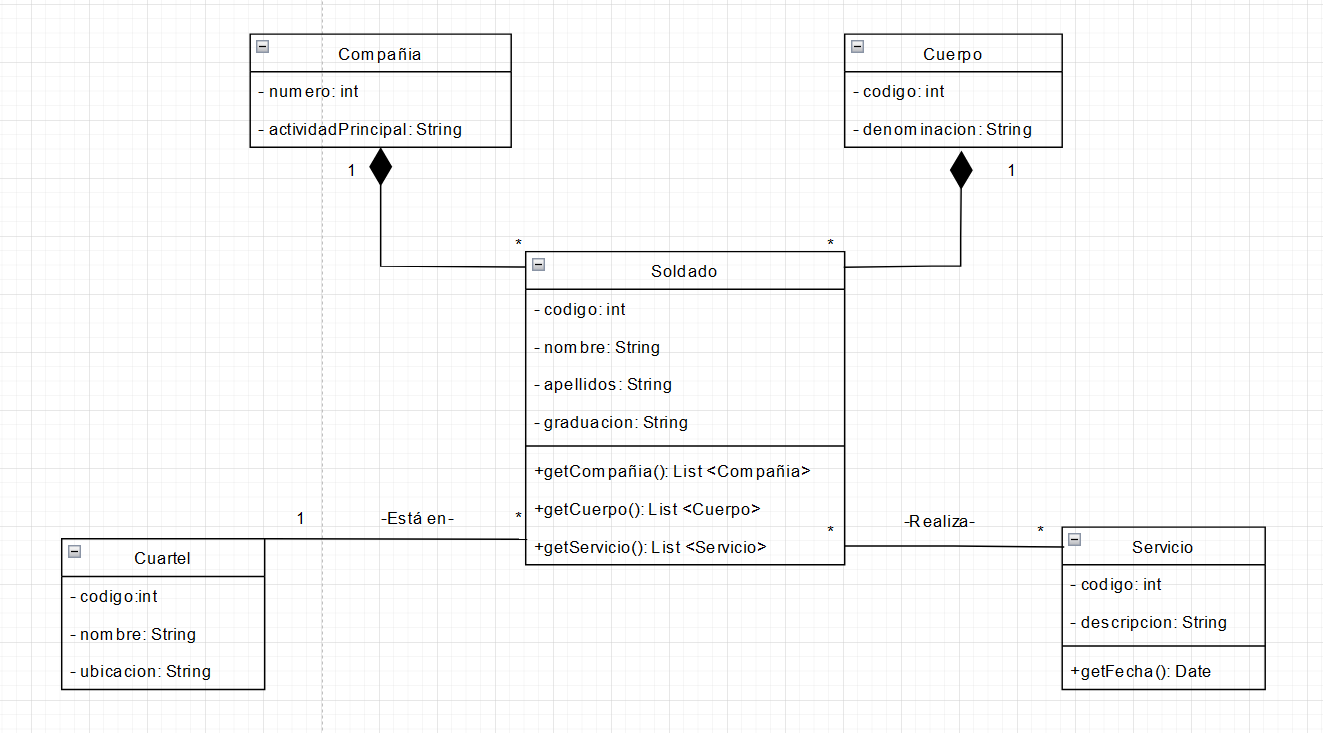 Compañia
- numero: int
- actividadPrincipal: String
1
*
Cuerpo
- codigo: int
- denominacion: String
1
*
Soldado
- codigo: int
- nombre: String
- apellidos: String
- graduacion: String
+getCompañia(): List <Compañia>
+getCuerpo(): List <Cuerpo>
+getServicio(): List <Servicio>
1
-Está en-
*
Cuartel
- codigo:int
- nombre: String
- ubicacion: String
*
-Realiza-
*
Servicio
- codigo: int
- descripcion: String
+getFecha(): Date